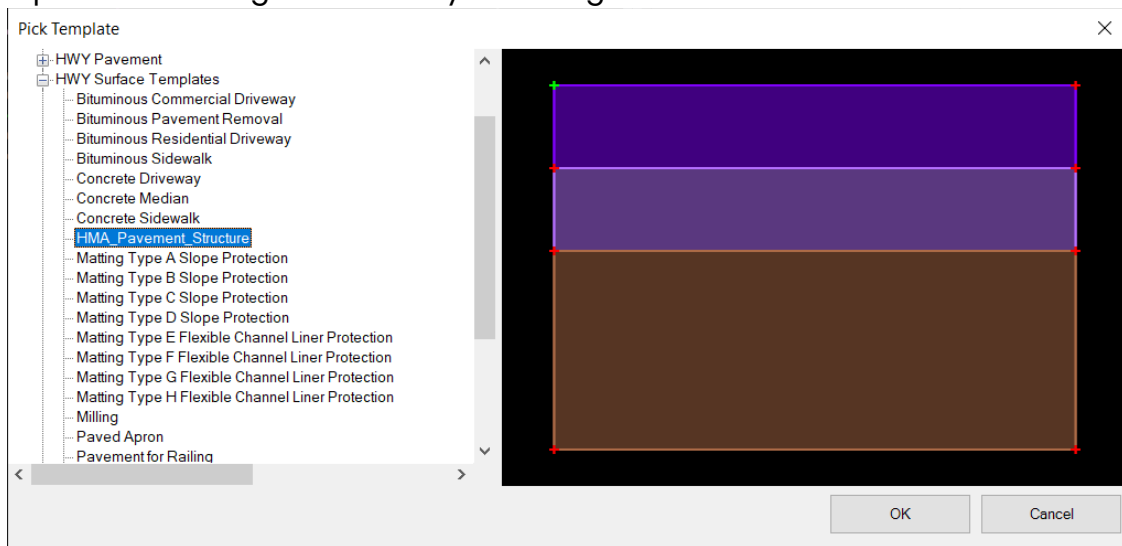 Pick Template
HWY Pavement
HWY Surface Templates
Bituminous Commercial Driveway
Bituminous Pavement Removal
Bituminous Residential Driveway
Bituminous Sidewalk
Concrete Driveway
Concrete Median
Concrete Sidewalk
HMA_Pavement_Structure
Matting Type A Slope Protection
Matting Type B Slope Protection
Matting Type C Slope Protection
Matting Type D Slope Protection
Matting Type E Flexible Channel Liner Protection
Matting Type F Flexible Channel Liner Protection
Matting Type G Flexible Channel Liner Protection
Matting Type H Flexible Channel Liner Protection
Milling
Paved Apron
Pavement for Railing
OK Cancel